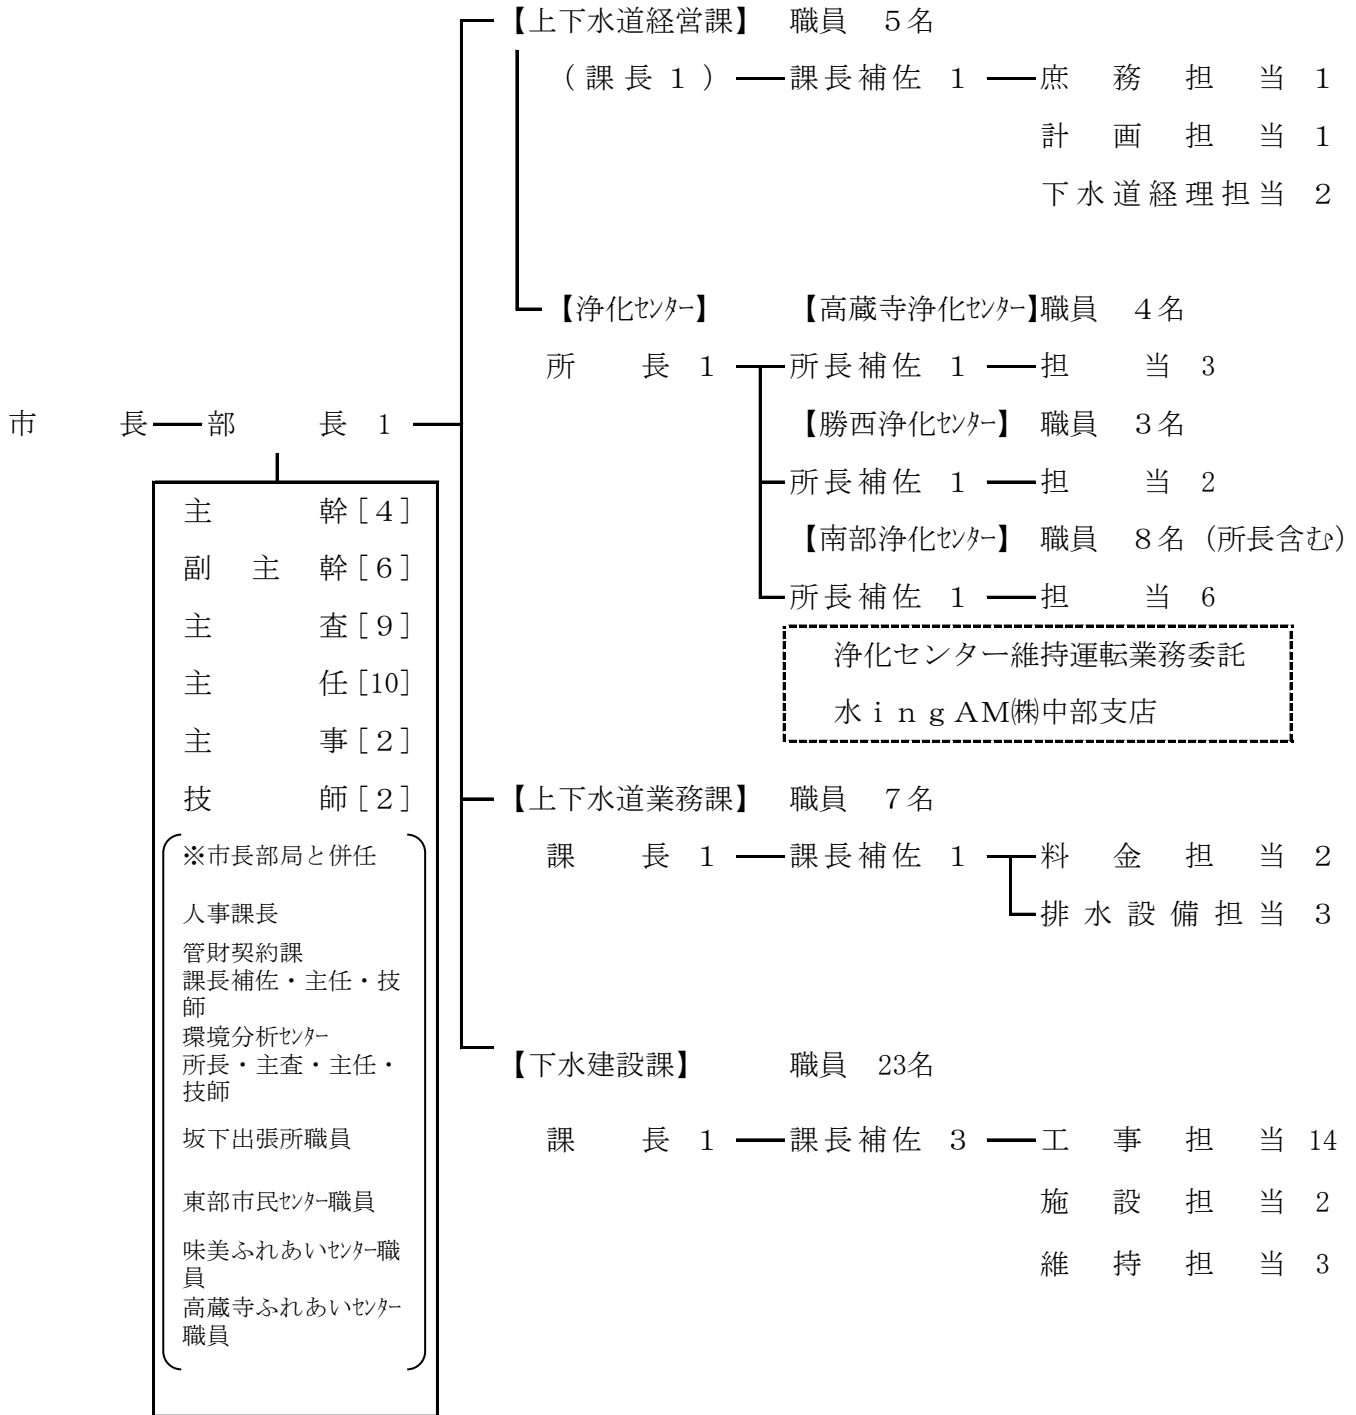 【上下水道経営課】 職員 5名
(課長1) 課長補佐 1 庶務担当 1
計画担当 1
下水道経理担当 2
【浄化ｾﾝﾀｰ】 【高蔵寺浄化ｾﾝﾀｰ】職員 4名
所長 1 所長補佐 1 担当 3
【勝西浄化ｾﾝﾀｰ】 職員 3名
市長 部長 1
所長補佐 1 担当 2
【南部浄化ｾﾝﾀｰ】 職員 8名 (所長含む)
所長補佐 1 担当 6
浄化センター維持運転業務委託
水ingAM㈱中部支店
主幹[4]
副主幹[6]
主査[9]
主任[10]
主事[2]
技師[2]
※市長部局と併任
人事課長
管財契約課
課長補佐・主任・技
師
環境分析ｾﾝﾀｰ
所長・主査・主任・
技師
坂下出張所職員
東部市民ｾﾝﾀｰ職員
味美ふれあいｾﾝﾀｰ職
員
高蔵寺ふれあいｾﾝﾀｰ
職員
【上下水道業務課】 職員 7名
課長 1 課長補佐 1 料金担当 2
排水設備担当 3
【下水建設課】 職員 23名
課長 1 課長補佐 3 工事担当 14
施設担当 2
維持担当 3